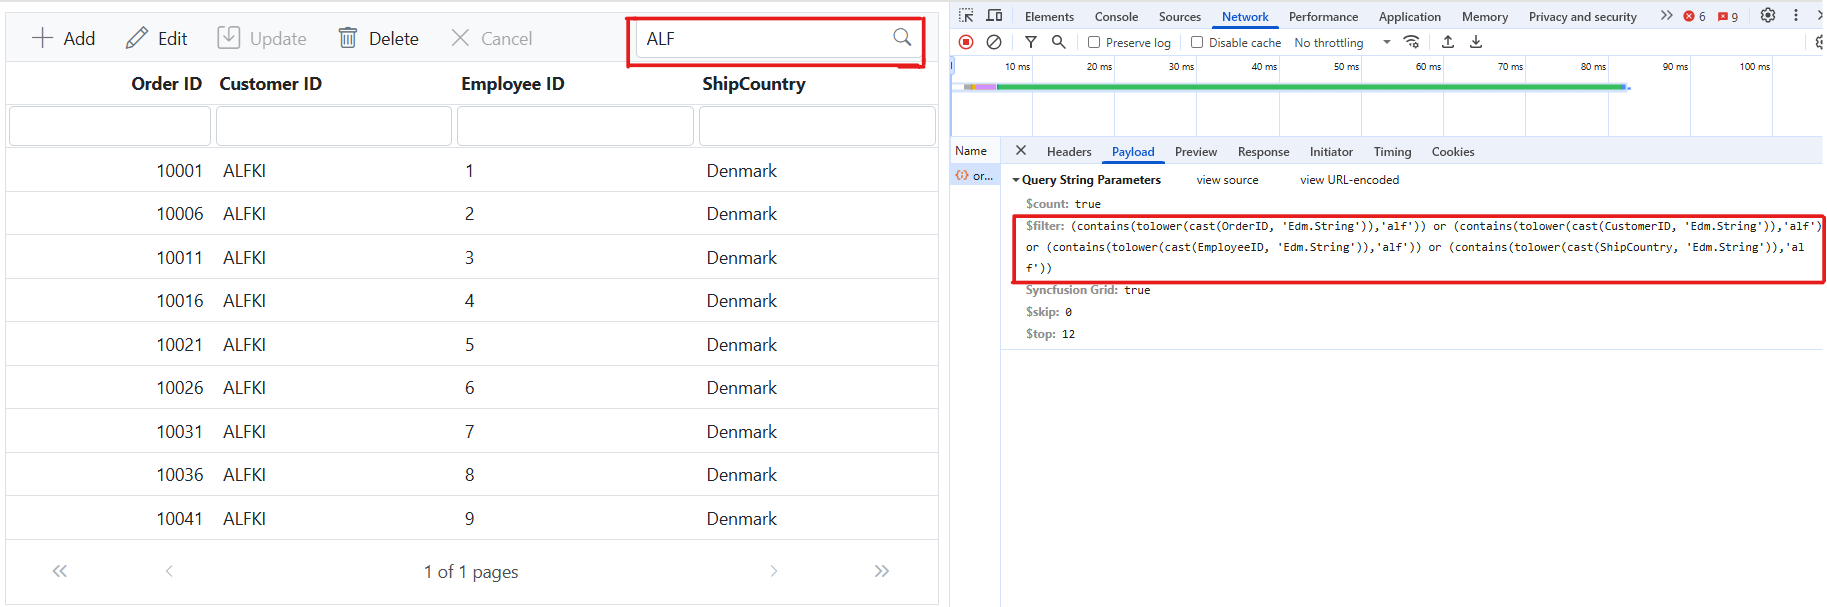 Add Edit Update Delete Cancel ALF
Order ID Customer ID Employee ID ShipCountry
10001 ALFKI 1 Denmark
10006 ALFKI 2 Denmark
10011 ALFKI 3 Denmark
10016 ALFKI 4 Denmark
10021 ALFKI 5 Denmark
10026 ALFKI 6 Denmark
10031 ALFKI 7 Denmark
10036 ALFKI 8 Denmark
10041 ALFKI 9 Denmark
1 of 1 pages
Elements Console Sources Network Performance Application Memory Privacy and security 6 9
Preserve log Disable cache No throttling
10 ms 20 ms 30 ms 40 ms 50 ms 60 ms 70 ms 80 ms 90 ms 100 ms
Name Headers Payload Preview Response Initiator Timing Cookies
or...
Query String Parameters view source view URL-encoded
$count: true
$filter: (contains(tolower(cast(OrderID, 'Edm.String')),'alf')) or (contains(tolower(cast(CustomerID, 'Edm.String')),'alf')
or (contains(tolower(cast(EmployeeID, 'Edm.String')),'alf')) or (contains(tolower(cast(ShipCountry, 'Edm.String')),'al
f'))
Syncfusion Grid: true
$skip: 0
$top: 12